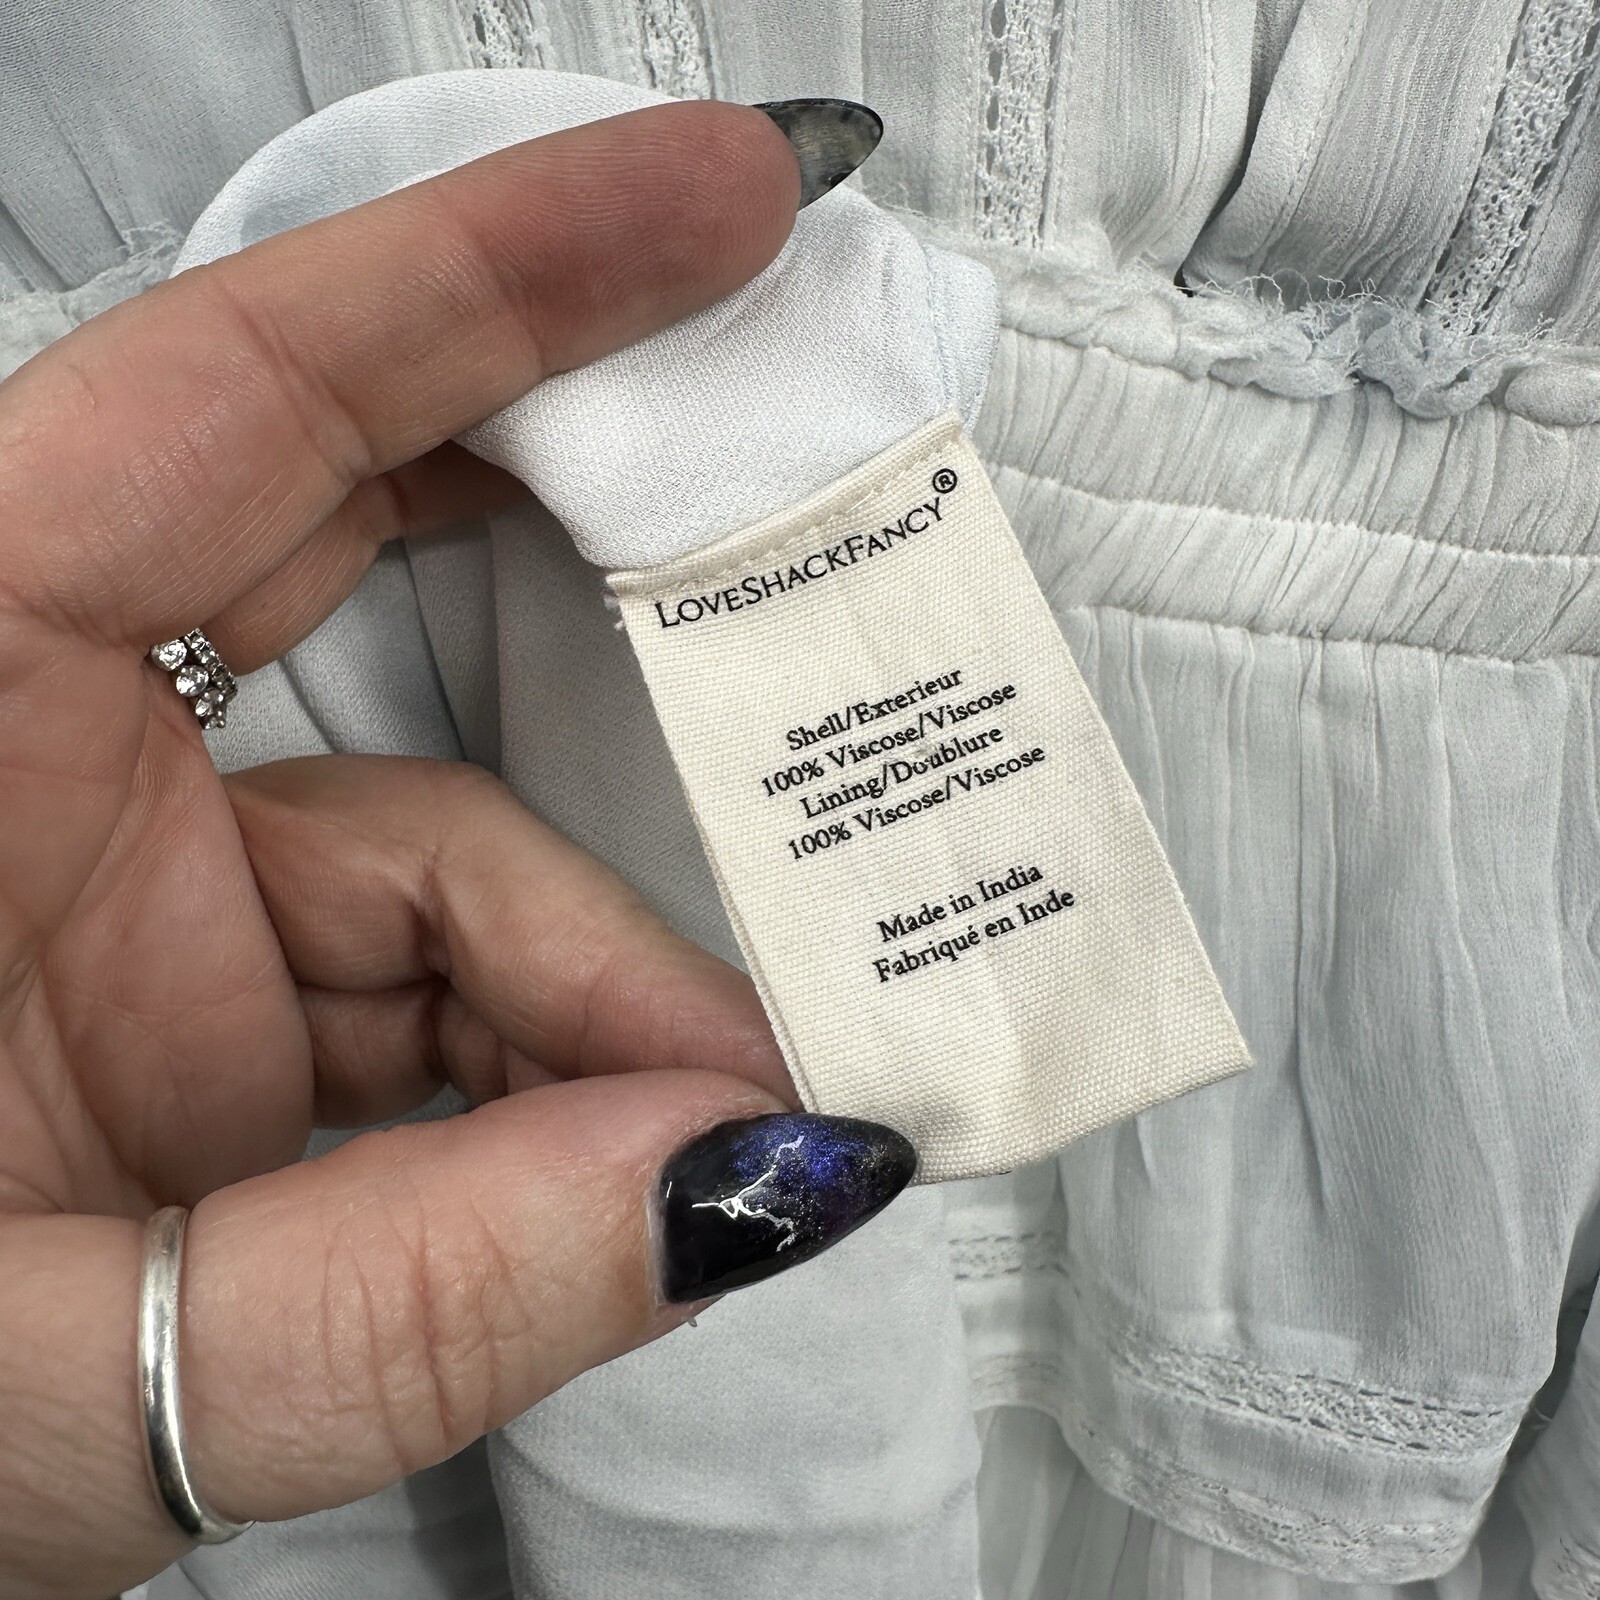 LOVESHACKFANCY®
Shell/Exterieur
100% Viscose/Viscose
Lining/Doublure
100% Viscose/Viscose
Made in India
Fabriqué en Inde